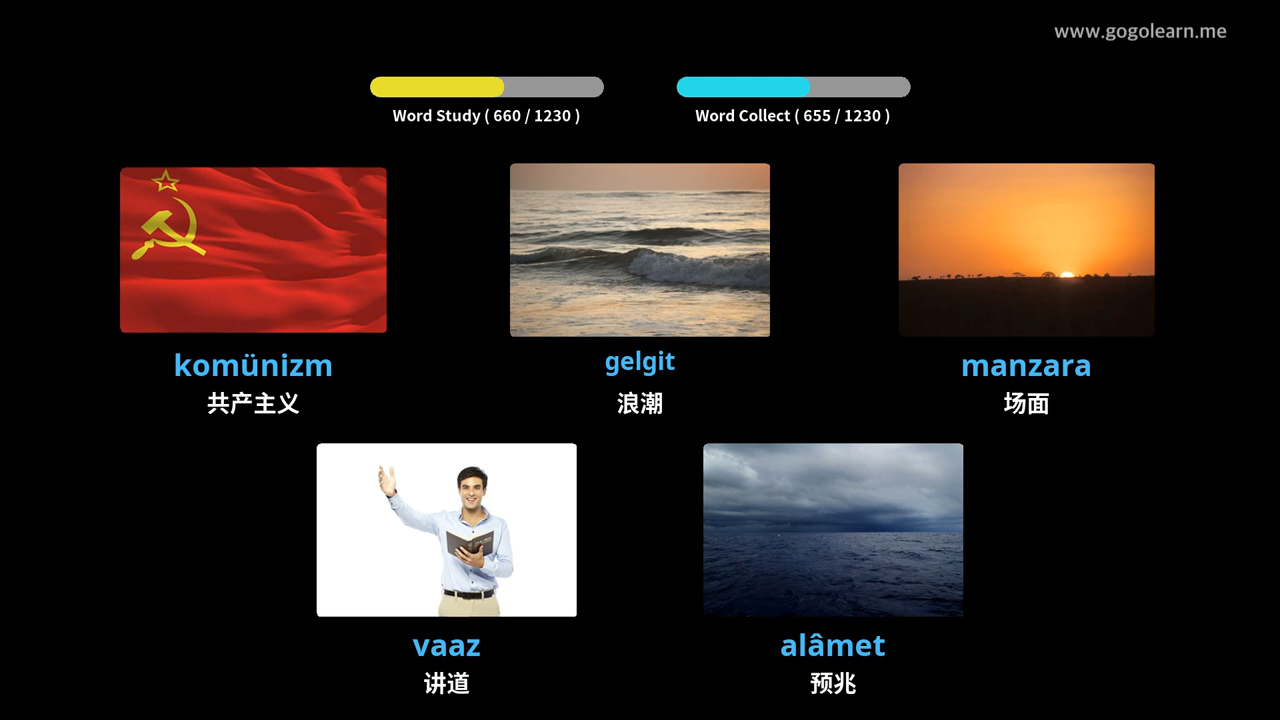 www.gogolearn.me
Word Study ( 660 / 1230 )
Word Collect ( 655 / 1230 )
komünizm
共产主义
gelgit
浪潮
manzara
场面
vaaz
讲道
alâmet
预兆